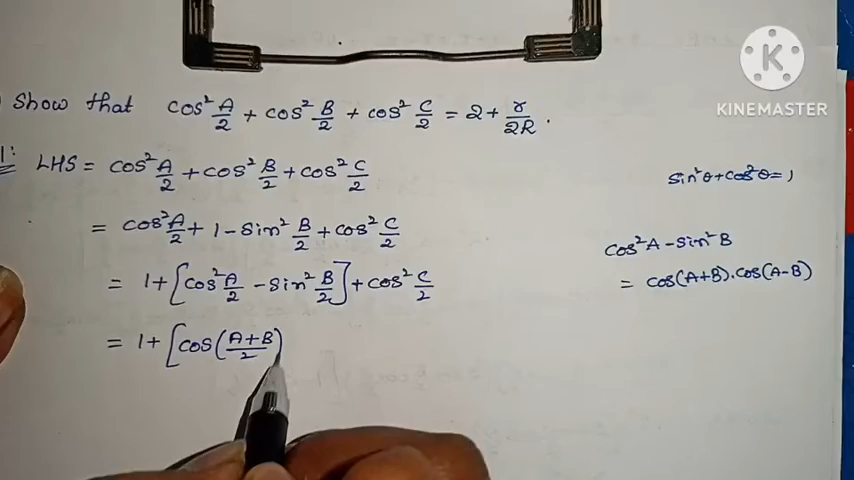 Show that cos²A/2 + cos²B/2 + cos²C/2 = 2 + r/2R.
1: LHS = cos²A/2 + cos²B/2 + cos²C/2
= cos²A/2 + 1 - sin²B/2 + cos²C/2
= 1 + [cos²A/2 - sin²B/2] + cos²C/2
= 1 + [cos(A+B/2)
sin²θ + cos²θ = 1
cos²A - sin²B
= cos(A+B).cos(A-B)
K
KINEMASTER